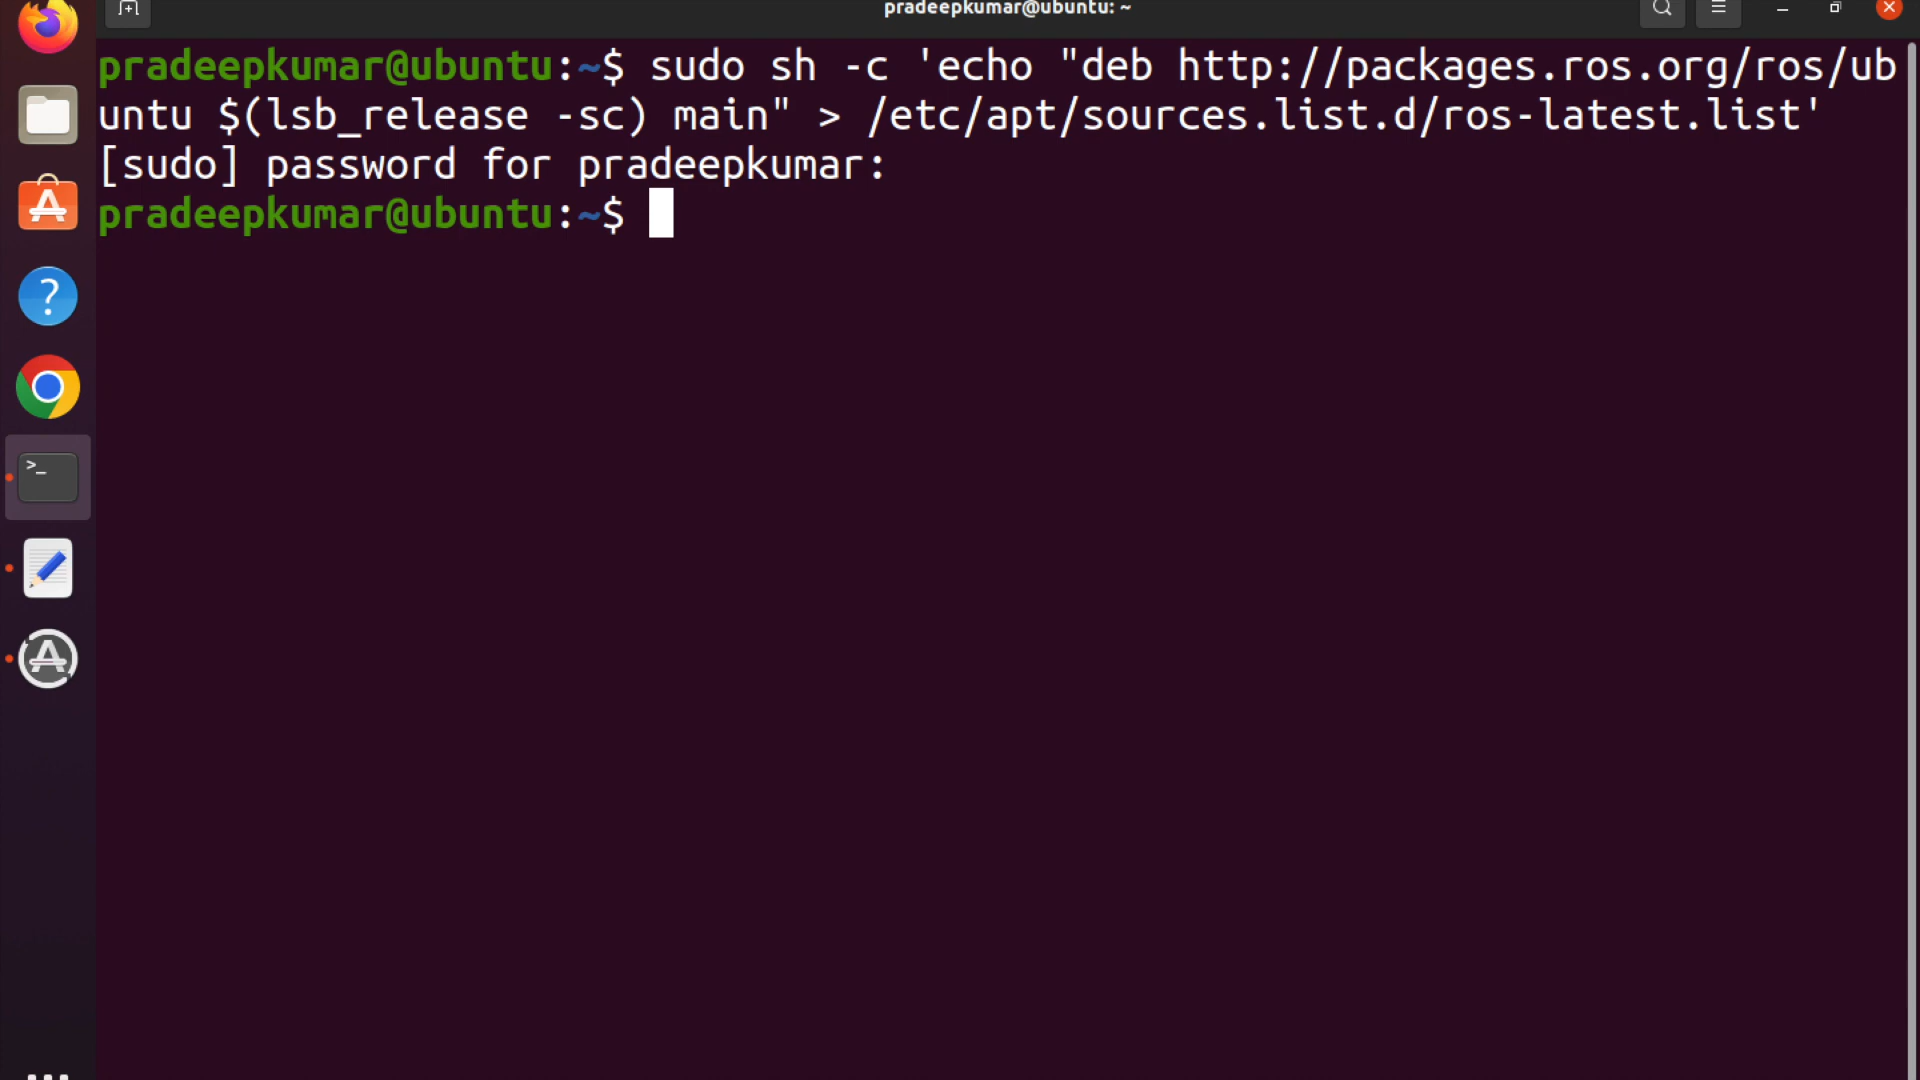 pradeepkumar@ubuntu: ~
pradeepkumar@ubuntu:~$ sudo sh -c 'echo "deb http://packages.ros.org/ros/ub
untu $(lsb_release -sc) main" > /etc/apt/sources.list.d/ros-latest.list'
[sudo] password for pradeepkumar:
pradeepkumar@ubuntu:~$